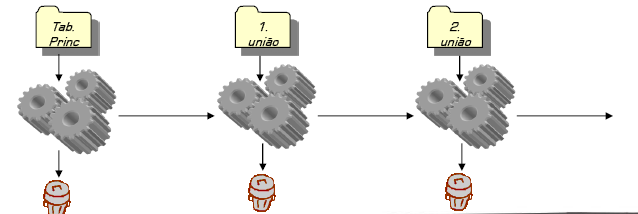 Tab.
Princ
1.
união
2.
união